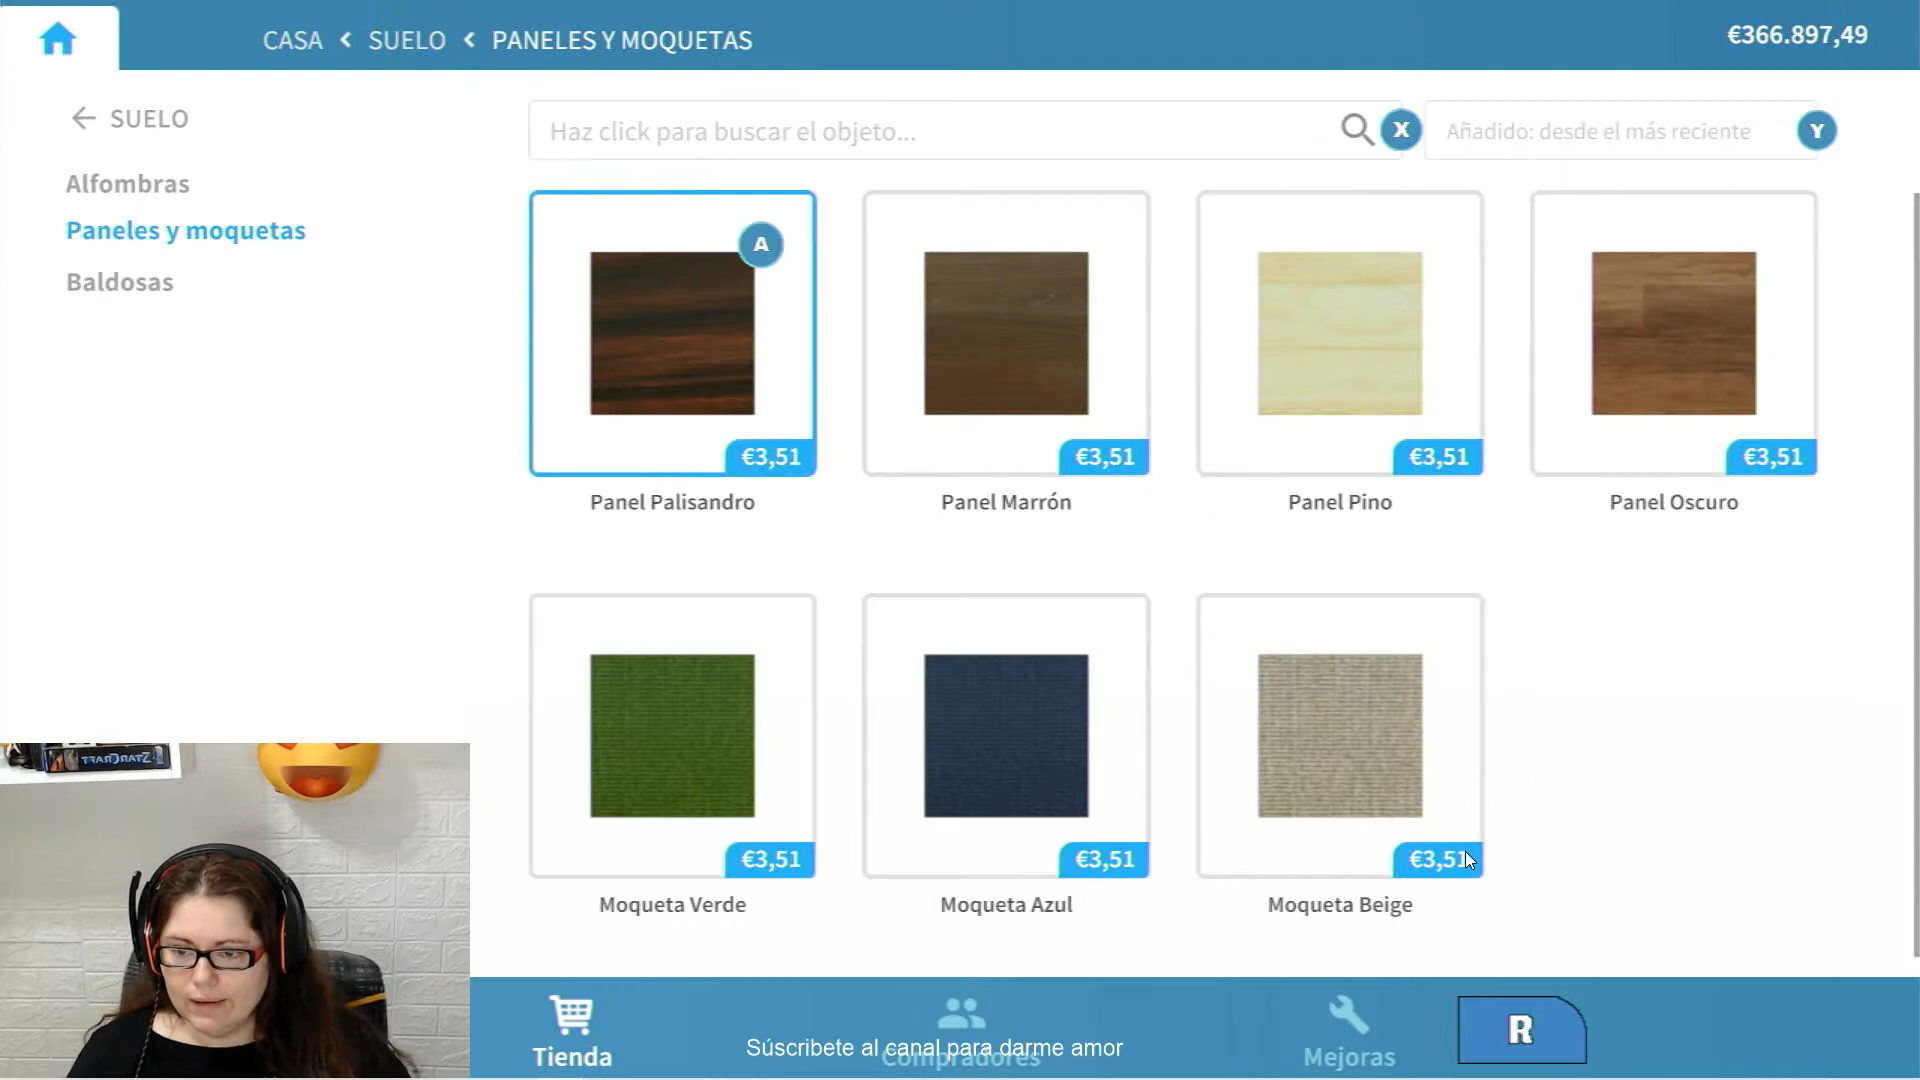 CASA < SUELO < PANELES Y MOQUETAS
€366.897,49
← SUELO
Alfombras
Paneles y moquetas
Baldosas
Haz click para buscar el objeto...
X
Añadido: desde el más reciente
Y
A
€3,51
€3,51
€3,51
€3,51
Panel Palisandro
Panel Marrón
Panel Pino
Panel Oscuro
€3,51
€3,51
€3,51
Moqueta Verde
Moqueta Azul
Moqueta Beige
Tienda
Compradores
Mejoras
R
Súscribete al canal para darme amor